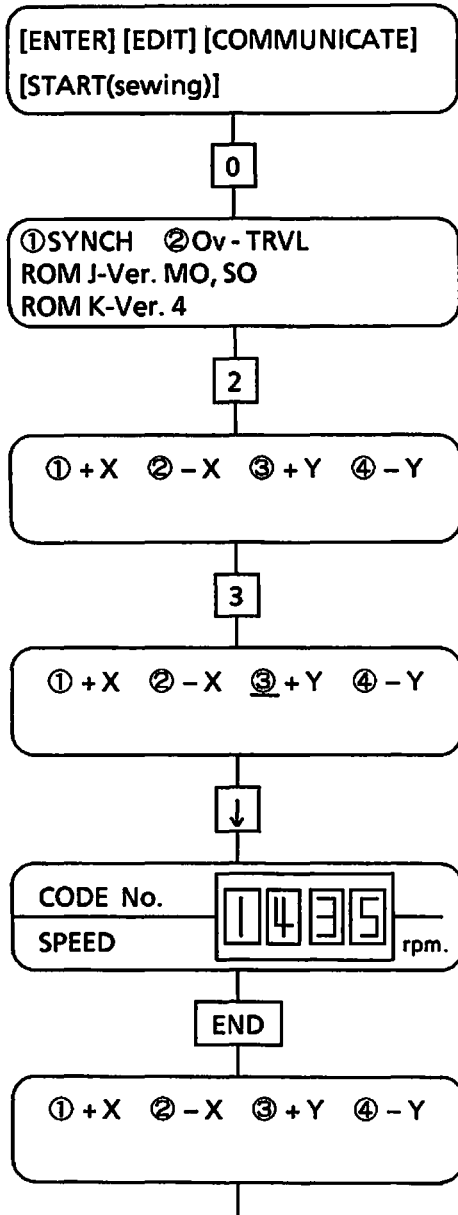 [ENTER] [EDIT] [COMMUNICATE]
[START(sewing)]
0
①SYNCH ②Ov - TRVL
ROM J-Ver. MO, SO
ROM K-Ver. 4
2
① + X ② – X ③ + Y ④ – Y
3
① + X ② – X ③ + Y ④ – Y
↓
CODE No.
SPEED 1435 rpm.
END
① + X ② – X ③ + Y ④ – Y